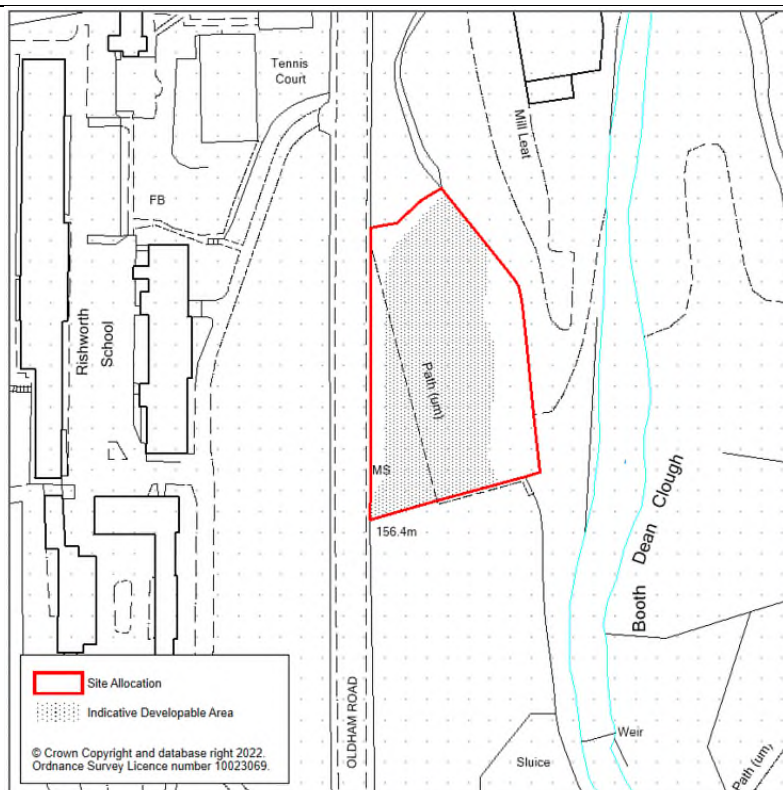 Tennis
Court
Mill Leat
FB
Rishworth
School
Path (um)
MS
156.4m
Booth Dean Clough
OLDHAM ROAD
Weir
Sluice
Path (um)
Site Allocation
Indicative Developable Area
© Crown Copyright and database right 2022.
Ordnance Survey Licence number 10023069.